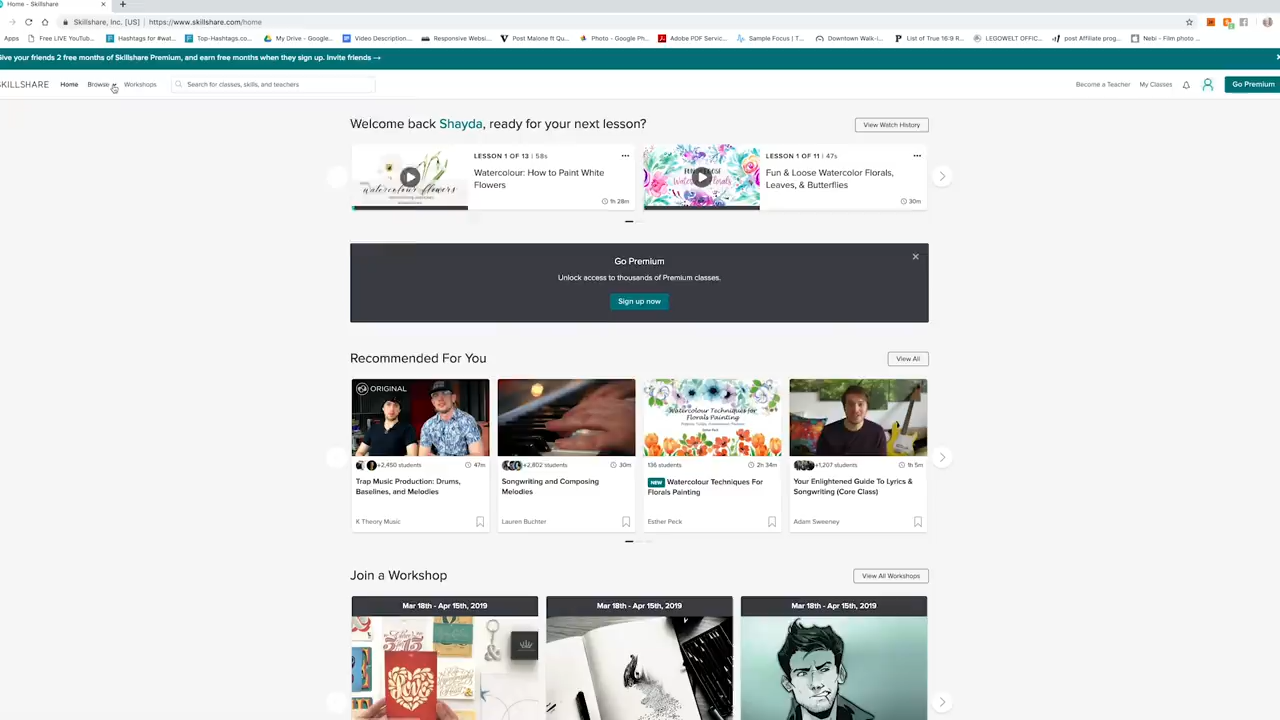 Home - Skillshare
Skillshare, Inc. [US] | https://www.skillshare.com/home
Apps Free LIVE YouTub... Hashtags for #wat... Top-Hashtags.co... My Drive - Google... Video Description... Responsive Websi... Post Malone ft Qu... Photo - Google Ph... Adobe PDF Servic... Sample Focus | T... Downtown Walk-i... List of True 16:9 R... LEGOWELT OFFIC... post Affiliate prog... Nebi - Film photo ...
Give your friends 2 free months of Skillshare Premium, and earn free months when they sign up. Invite friends →
SKILLSHARE Home Browse Workshops Search for classes, skills, and teachers Become a Teacher My Classes Go Premium
Welcome back Shayda, ready for your next lesson? View Watch History
LESSON 1 OF 13 | 58s
Watercolour: How to Paint White
Flowers
1h 28m
watercolour flowers
LESSON 1 OF 11 | 47s
Fun & Loose Watercolor Florals,
Leaves, & Butterflies
30m
Go Premium
Unlock access to thousands of Premium classes.
Sign up now
Recommended For You View All
ORIGINAL
+2,450 students 47m
Trap Music Production: Drums,
Baselines, and Melodies
K Theory Music
+2,802 students 30m
Songwriting and Composing
Melodies
Lauren Buchter
Watercolour Techniques for
Florals Painting
136 students 2h 34m
NEW Watercolour Techniques For
Florals Painting
Esther Peck
+1,207 students 1h 5m
Your Enlightened Guide To Lyrics &
Songwriting (Core Class)
Adam Sweeney
Join a Workshop View All Workshops
Mar 18th - Apr 15th, 2019
Mar 18th - Apr 15th, 2019
Mar 18th - Apr 15th, 2019